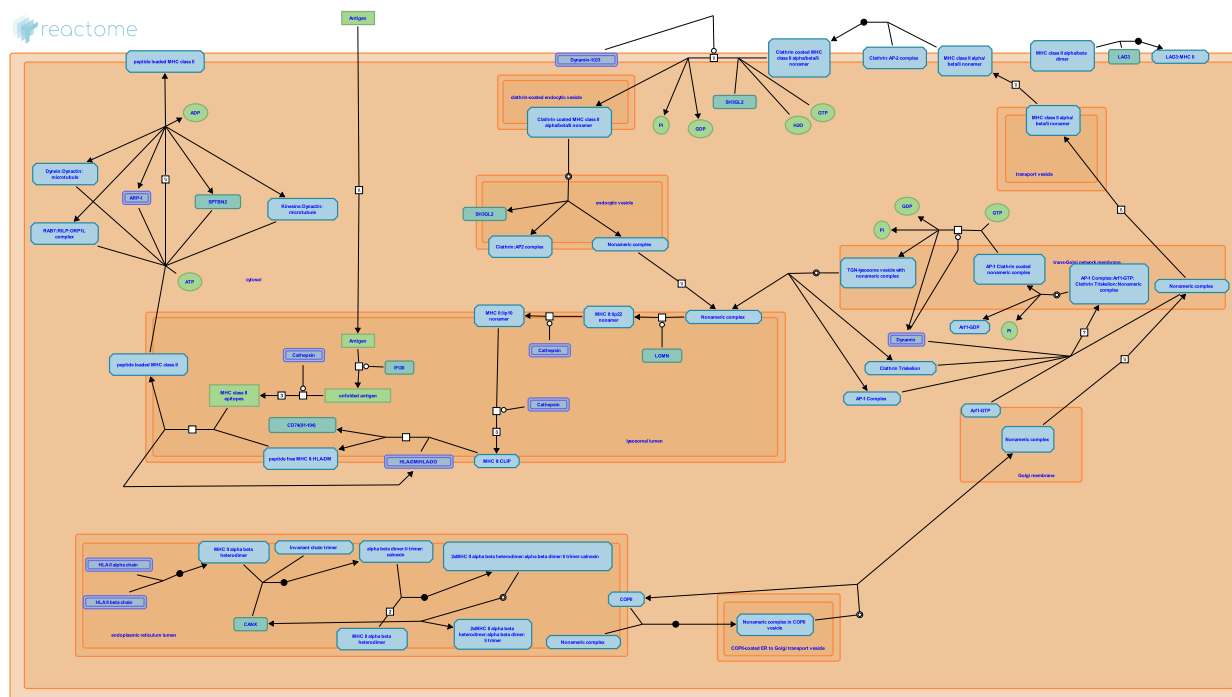 reactome
Antigen
peptide loaded MHC class II
ADP
Dynein:Dynactin:
microtubule
ARP-1
5
SPTBN2
Kinesins:Dynactin:
microtubule
RAB7:RILP:ORP1L
complex
ATP
cytosol
Dynamin-1/2/3
Clathrin coated MHC
class II alpha/beta/Ii
nonamer
Clathrin:AP-2 complex
MHC class II alpha/
beta/Ii nonamer
MHC class II alpha/beta
dimer
LAG3
LAG3:MHC II
clathrin-coated endocytic vesicle
Clathrin coated MHC class II
alpha/beta/Ii nonamer
Pi
GDP
SH3GL2
H2O
GTP
MHC class II alpha/
beta/Ii nonamer
transport vesicle
SH3GL2
endocytic vesicle
Clathrin:AP2 complex
Nonameric complex
GDP
Pi
GTP
trans-Golgi network membrane
TGN-lysosome vesicle with
nonameric complex
AP-1 Clathrin coated
nonameric complex
AP-1 Complex:Arf1-GTP:
Clathrin Triskelion:Nonameric
complex
Nonameric complex
Arf1-GDP
Pi
Dynamin
Clathrin Triskelion
AP-1 Complex
Arf1-GTP
Nonameric complex
Golgi membrane
MHC II:Iip10
nonamer
MHC II:Iip22
nonamer
Nonameric complex
Cathepsin
LGMN
Antigen
Cathepsin
IFI30
peptide loaded MHC class II
MHC class II
epitopes
3
unfolded antigen
Cathepsin
3
CD74(81-104)
lysosomal lumen
peptide free MHC II:HLA-DM
HLA-DM/HLA-DO
MHC II:CLIP
HLA II alpha chain
HLA II beta chain
MHC II alpha beta
heterodimer
Invariant chain trimer
alpha beta dimer:Ii trimer:
calnexin
2xMHC II alpha beta heterodimer:alpha beta dimer:Ii trimer:calnexin
CANX
2
MHC II alpha beta
heterodimer
2xMHC II alpha beta
heterodimer:alpha beta dimer:
Ii trimer
endoplasmic reticulum lumen
COPII
Nonameric complex
Nonameric complex in COPII
vesicle
COPII-coated ER to Golgi transport vesicle